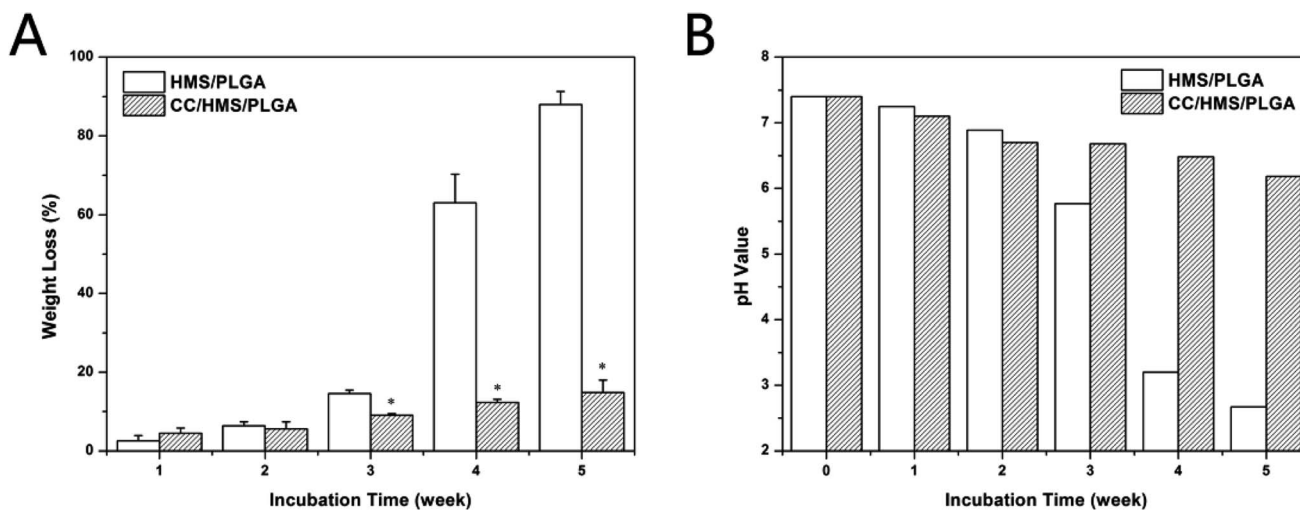 A
100
80
60
40
20
0
Weight Loss (%)
HMS/PLGA
CC/HMS/PLGA
*
*
*
1 2 3 4 5
Incubation Time (week)
B
8
7
6
5
4
3
2
pH Value
HMS/PLGA
CC/HMS/PLGA
0 1 2 3 4 5
Incubation Time (week)